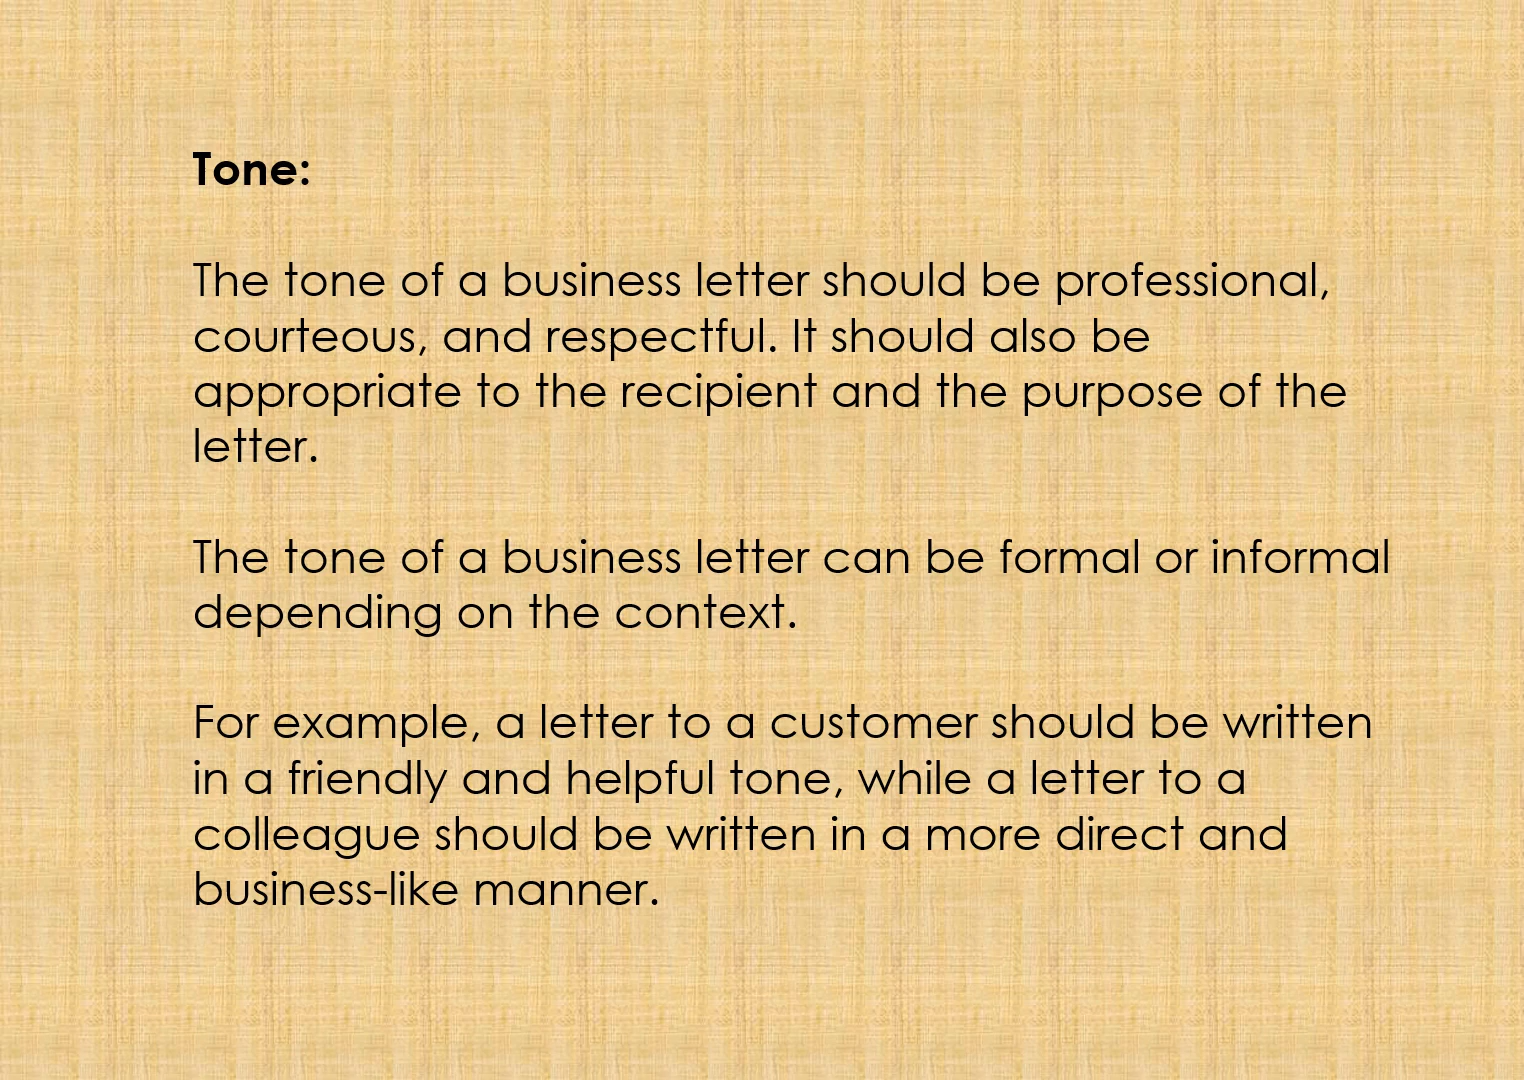 Tone:
The tone of a business letter should be professional,
courteous, and respectful. It should also be
appropriate to the recipient and the purpose of the
letter.
The tone of a business letter can be formal or informal
depending on the context.
For example, a letter to a customer should be written
in a friendly and helpful tone, while a letter to a
colleague should be written in a more direct and
business-like manner.